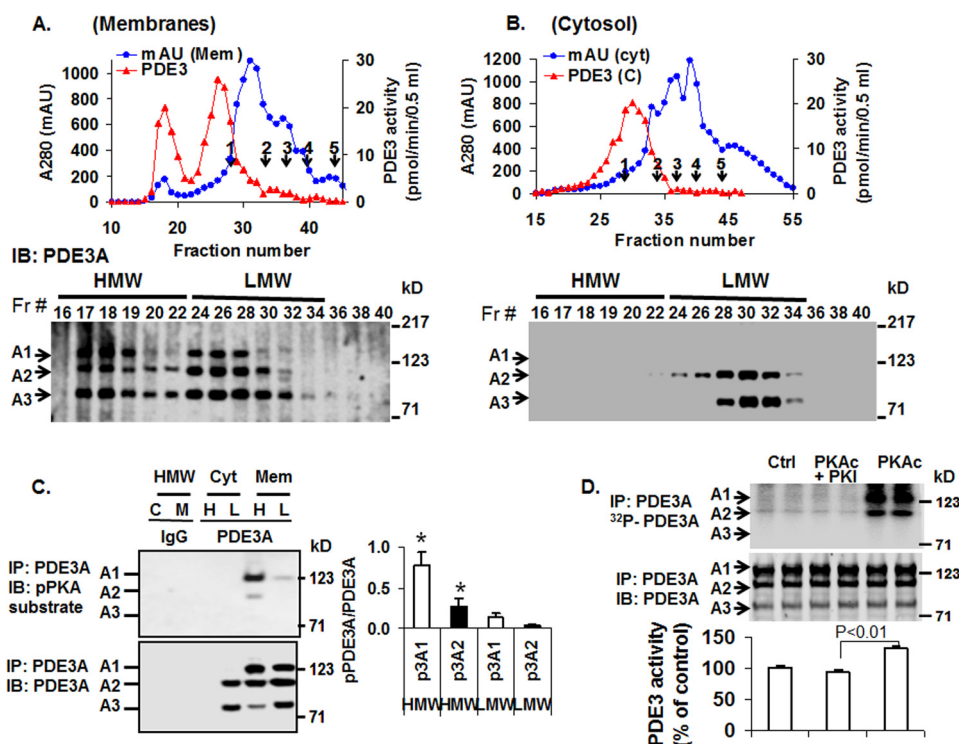 A. (Membranes)
mAU (Mem)
PDE3
A280 (mAU)
1000
800
600
400
200
0
30
20
10
0
PDE3 activity
(pmol/min/0.5 ml)
1 2 3 4 5
10 20 30 40
Fraction number
B. (Cytosol)
mAU (cyt)
PDE3 (C)
A280 (mAU)
1200
1000
800
600
400
200
0
30
20
10
0
PDE3 activity
(pmol/min/0.5 ml)
1 2 3 4 5
15 25 35 45 55
Fraction number
IB: PDE3A
HMW LMW kD
Fr # 16 17 18 19 20 22 24 26 28 30 32 34 36 38 40
217
A1
123
A2
A3
71
HMW LMW kD
Fr # 16 17 18 19 20 22 24 26 28 30 32 34 36 38 40
217
A1
123
A2
A3
71
C.
HMW Cyt Mem
C M H L H L
IgG PDE3A kD
IP: PDE3A
IB: pPKA
substrate
A1
A2
A3
123
71
IP: PDE3A
IB: PDE3A
A1
A2
A3
123
71
pPDE3A/PDE3A
1.0
0.5
0.0
* *
p3A1 p3A2 p3A1 p3A2
HMW HMW LMW LMW
D.
Ctrl PKAc + PKI PKAc kD
IP: PDE3A
32P- PDE3A
A1
A2
A3
123
71
IP: PDE3A
IB: PDE3A
A1
A2
A3
123
71
PDE3 activity
(% of control)
150
100
50
0
P<0.01